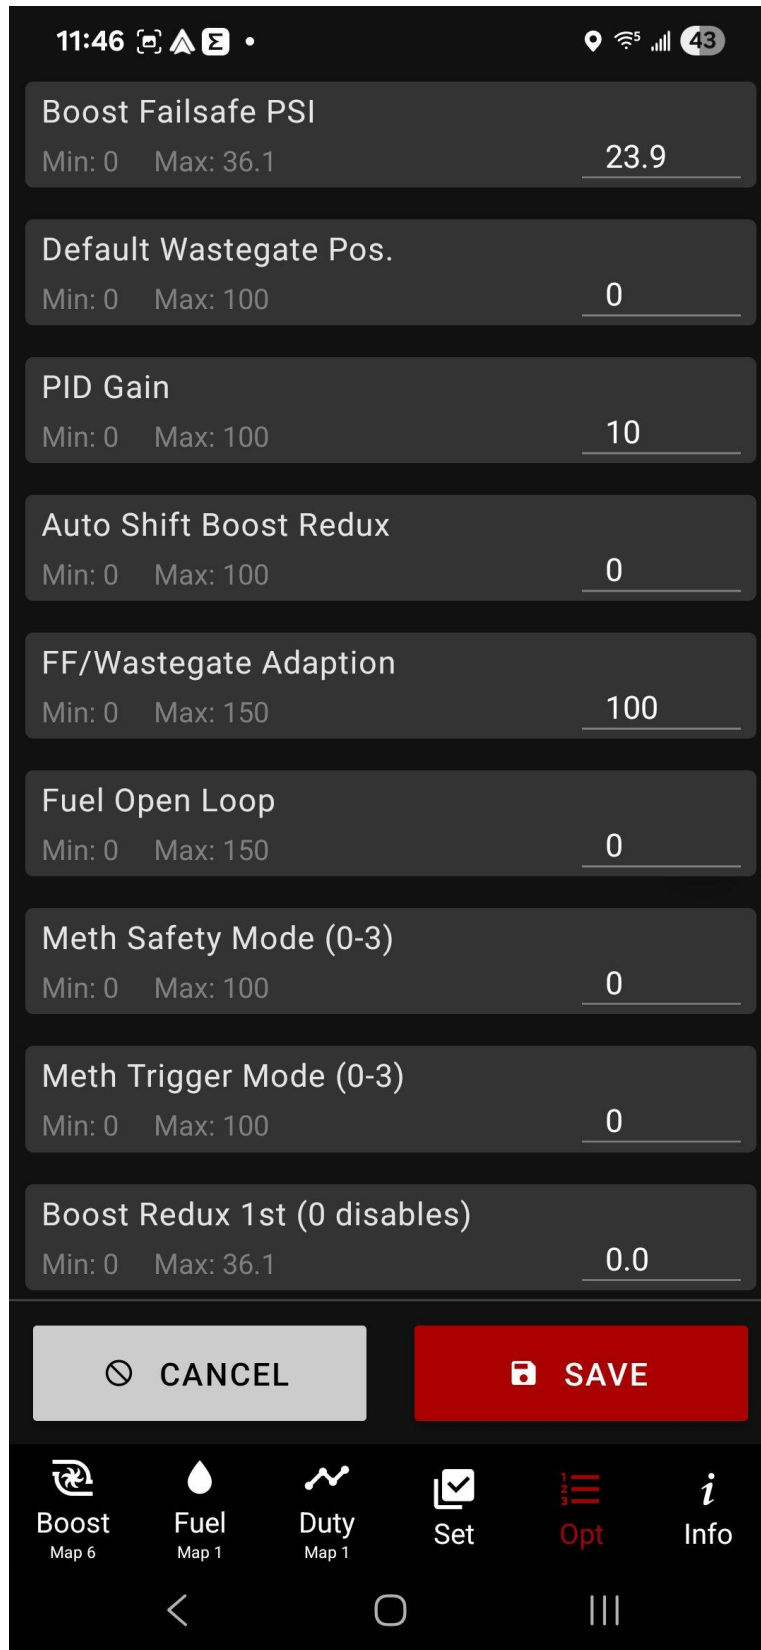 11:46
5
43
Boost Failsafe PSI
Min: 0 Max: 36.1 23.9
Default Wastegate Pos.
Min: 0 Max: 100 0
PID Gain
Min: 0 Max: 100 10
Auto Shift Boost Redux
Min: 0 Max: 100 0
FF/Wastegate Adaption
Min: 0 Max: 150 100
Fuel Open Loop
Min: 0 Max: 150 0
Meth Safety Mode (0-3)
Min: 0 Max: 100 0
Meth Trigger Mode (0-3)
Min: 0 Max: 100 0
Boost Redux 1st (0 disables)
Min: 0 Max: 36.1 0.0
CANCEL SAVE
Boost Fuel Duty Set Opt Info
Map 6 Map 1 Map 1